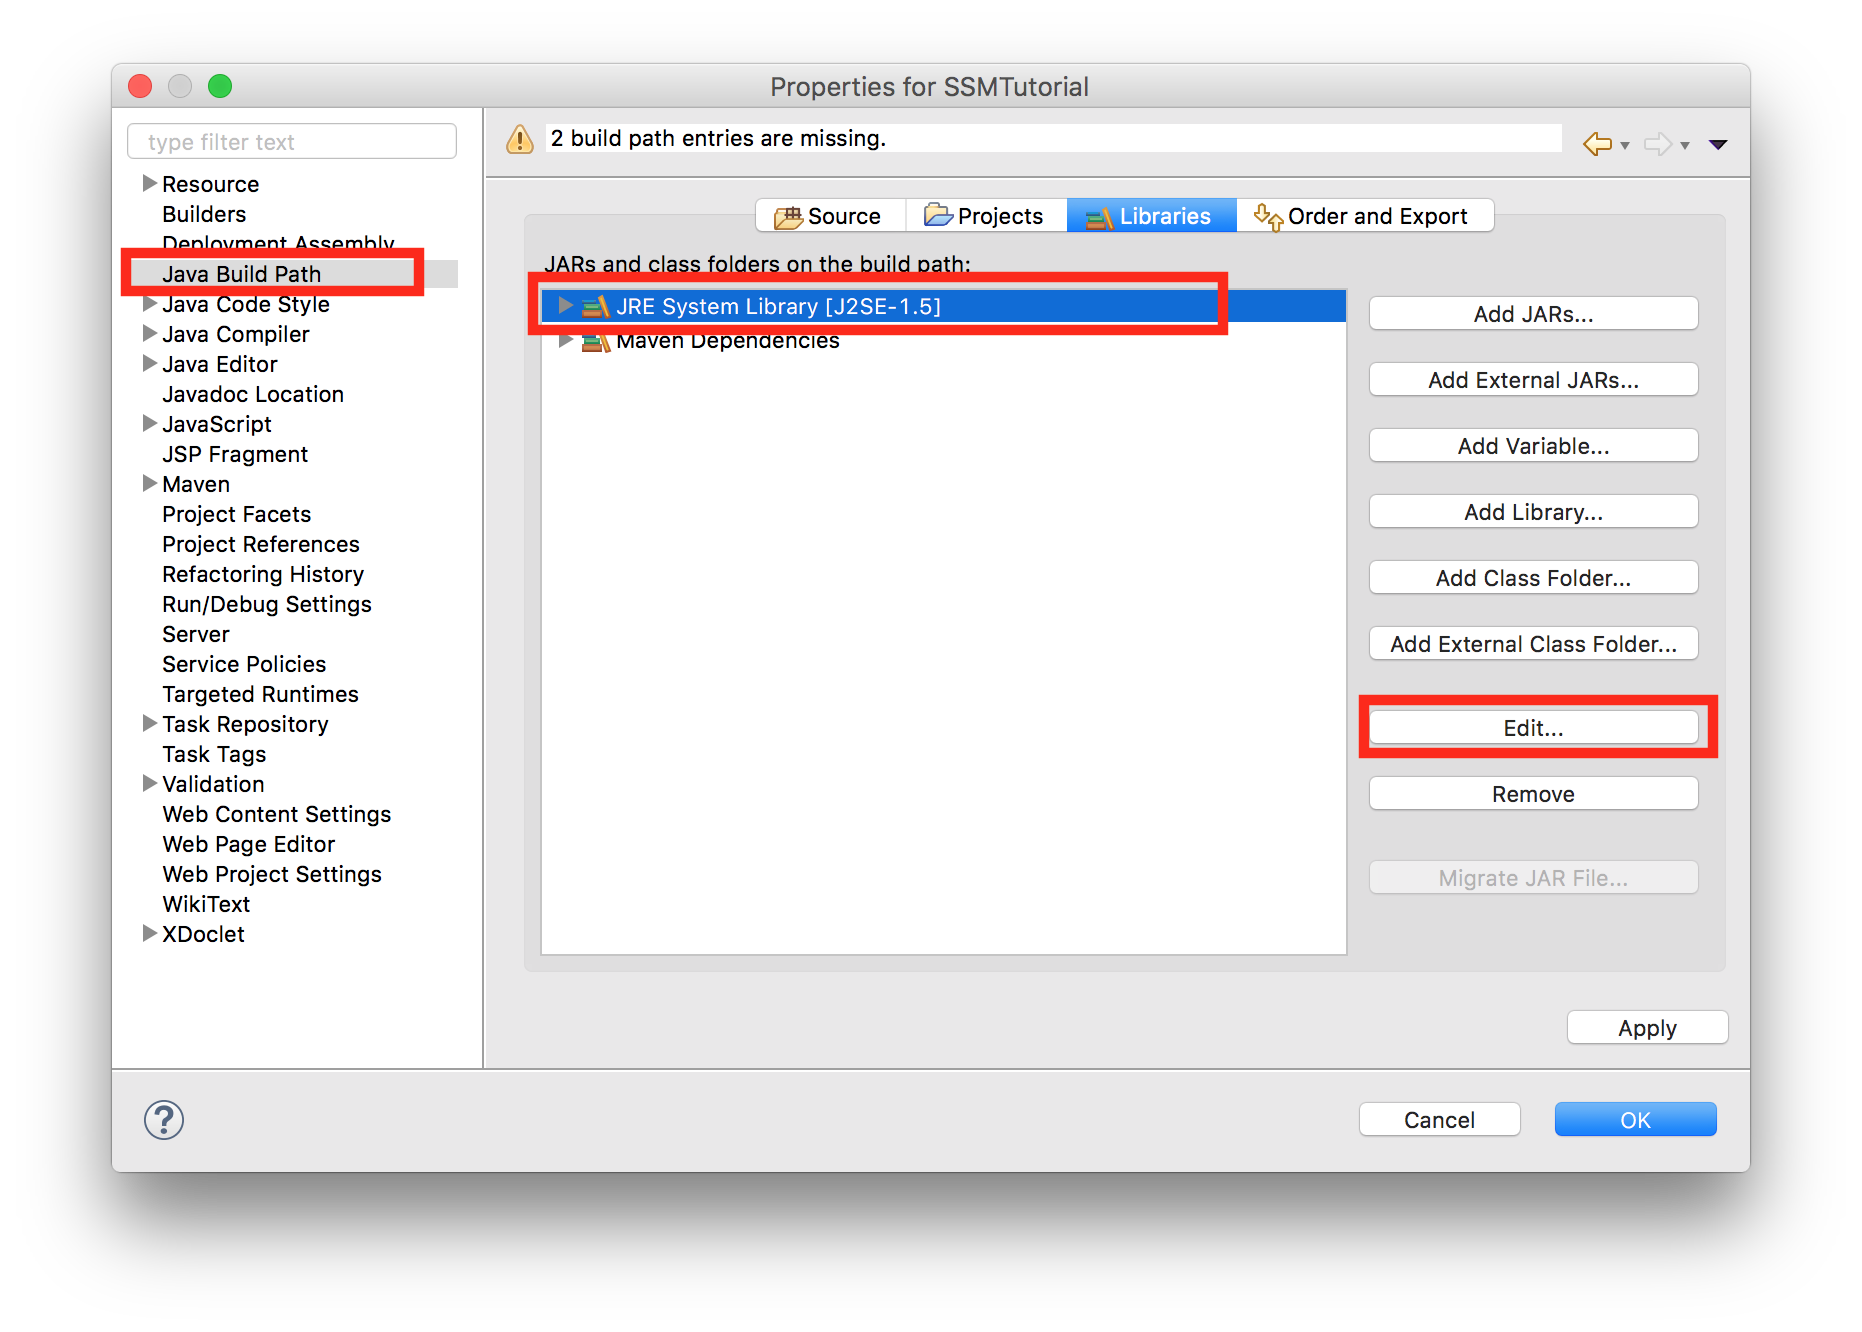 Properties for SSMTutorial
type filter text
Resource
Builders
Deployment Assembly
Java Build Path
Java Code Style
Java Compiler
Java Editor
Javadoc Location
JavaScript
JSP Fragment
Maven
Project Facets
Project References
Refactoring History
Run/Debug Settings
Server
Service Policies
Targeted Runtimes
Task Repository
Task Tags
Validation
Web Content Settings
Web Page Editor
Web Project Settings
WikiText
XDoclet
2 build path entries are missing.
Source Projects Libraries Order and Export
JARs and class folders on the build path:
JRE System Library [J2SE-1.5]
Maven Dependencies
Add JARs...
Add External JARs...
Add Variable...
Add Library...
Add Class Folder...
Add External Class Folder...
Edit...
Remove
Migrate JAR File...
Apply
?
Cancel OK